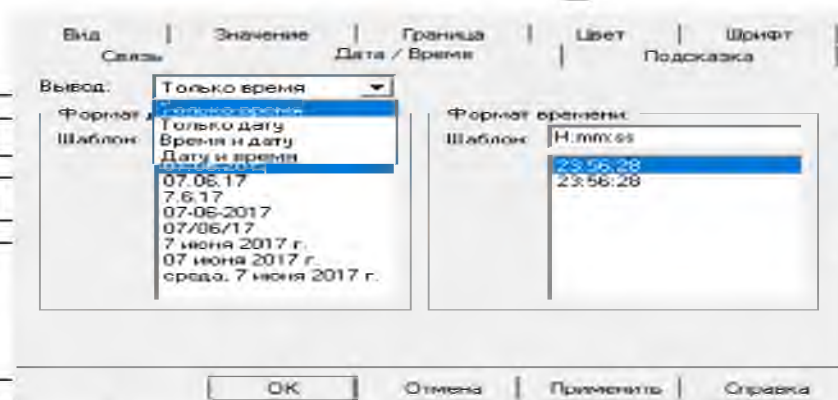 Вид Значение Граница Цвет Шрифт
Связь Дата / Время Подсказка
Вывод: Только время
Только время
Только дату
Время и дату
Дату и время
Формат
Шаблон
07.06.17
7.6.17
07-06-2017
07/06/17
7 июня 2017 г.
07 июня 2017 г.
среда, 7 июня 2017 г.
Формат времени:
Шаблон H:mm:ss
23:56:28
23:56:28
ОК Отмена Применить Справка